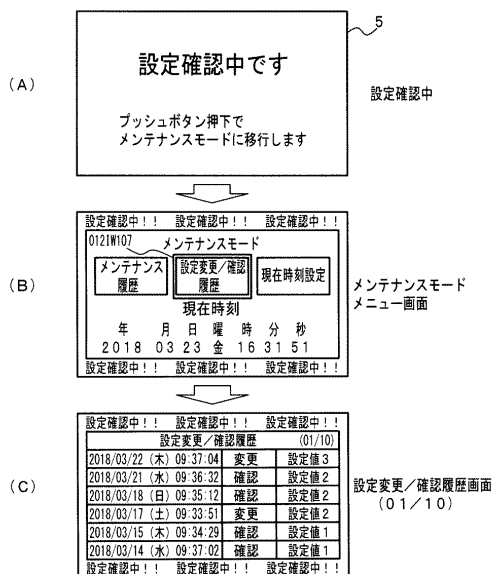 5
(A)
設定確認中です
プッシュボタン押下で
メンテナンスモードに移行します
設定確認中
(B)
設定確認中!! 設定確認中!! 設定確認中!!
012IW107 メンテナンスモード
メンテナンス履歴 設定変更/確認履歴 現在時刻設定
現在時刻
年 月 日 曜 時 分 秒
2018 03 23 金 16 31 51
設定確認中!! 設定確認中!! 設定確認中!!
メンテナンスモード
メニュー画面
(C)
設定確認中!! 設定確認中!! 設定確認中!!
設定変更/確認履歴 (01/10)
2018/03/22 (木) 09:37:04 変更 設定値3
2018/03/21 (水) 09:36:32 確認 設定値2
2018/03/18 (日) 09:35:12 確認 設定値2
2018/03/17 (土) 09:33:51 変更 設定値2
2018/03/15 (木) 09:34:29 確認 設定値1
2018/03/14 (水) 09:37:02 確認 設定値1
設定確認中!! 設定確認中!! 設定確認中!!
設定変更/確認履歴画面
(01/10)